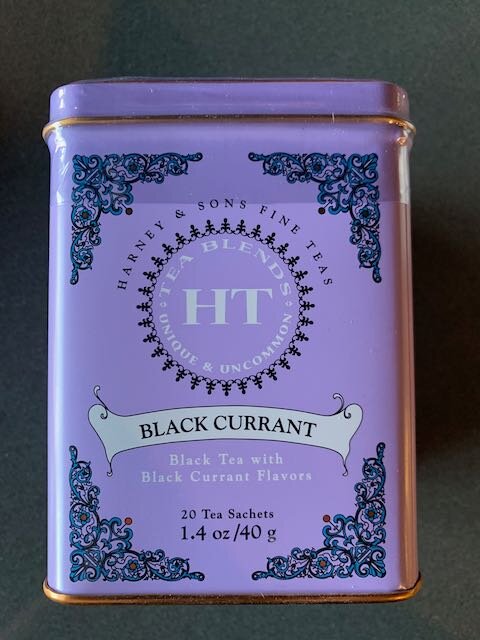 HARNEY & SONS FINE TEAS
TEA BLENDS
HT
UNIQUE & UNCOMMON
BLACK CURRANT
Black Tea with
Black Currant Flavors
20 Tea Sachets
1.4 oz/40 g